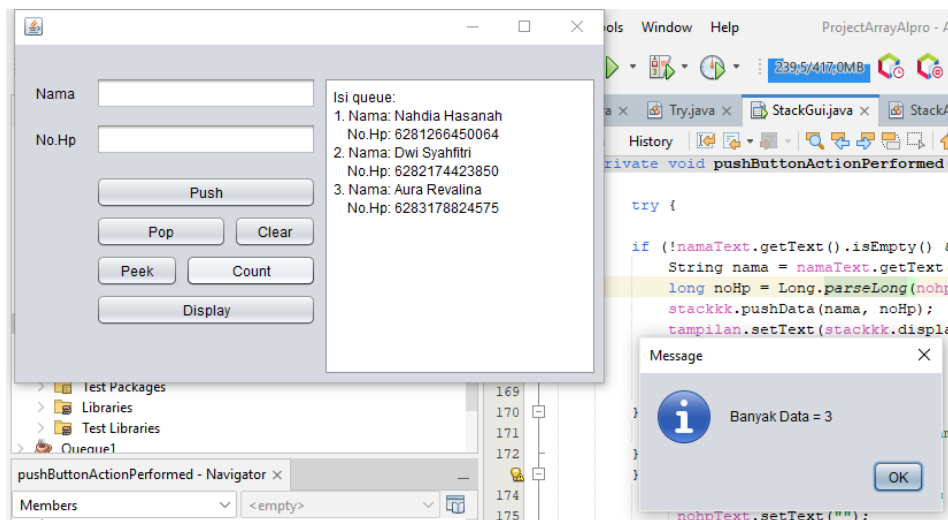 Nama
No.Hp
Push
Pop
Clear
Peek
Count
Display
Isi queue:
1. Nama: Nahdia Hasanah
No.Hp: 6281266450064
2. Nama: Dwi Syahfitri
No.Hp: 6282174423850
3. Nama: Aura Revalina
No.Hp: 6283178824575
Window Help ProjectArrayAlpro - A
239,5/417,0MB
Try.java
StackGui.java
History
pushButtonActionPerformed
try {
if (!namaText.getText().isEmpty() &
String nama = namaText.getText
long noHp = Long.parseLong(nohp
stackkk.pushData(nama, noHp);
tampilan.setText(stackkk.displa
Message
Banyak Data = 3
OK
169
170 }
171
172 }
}
174
175 nohpText.setText("");
Test Packages
Libraries
Test Libraries
Queque1
pushButtonActionPerformed - Navigator
Members
<empty>